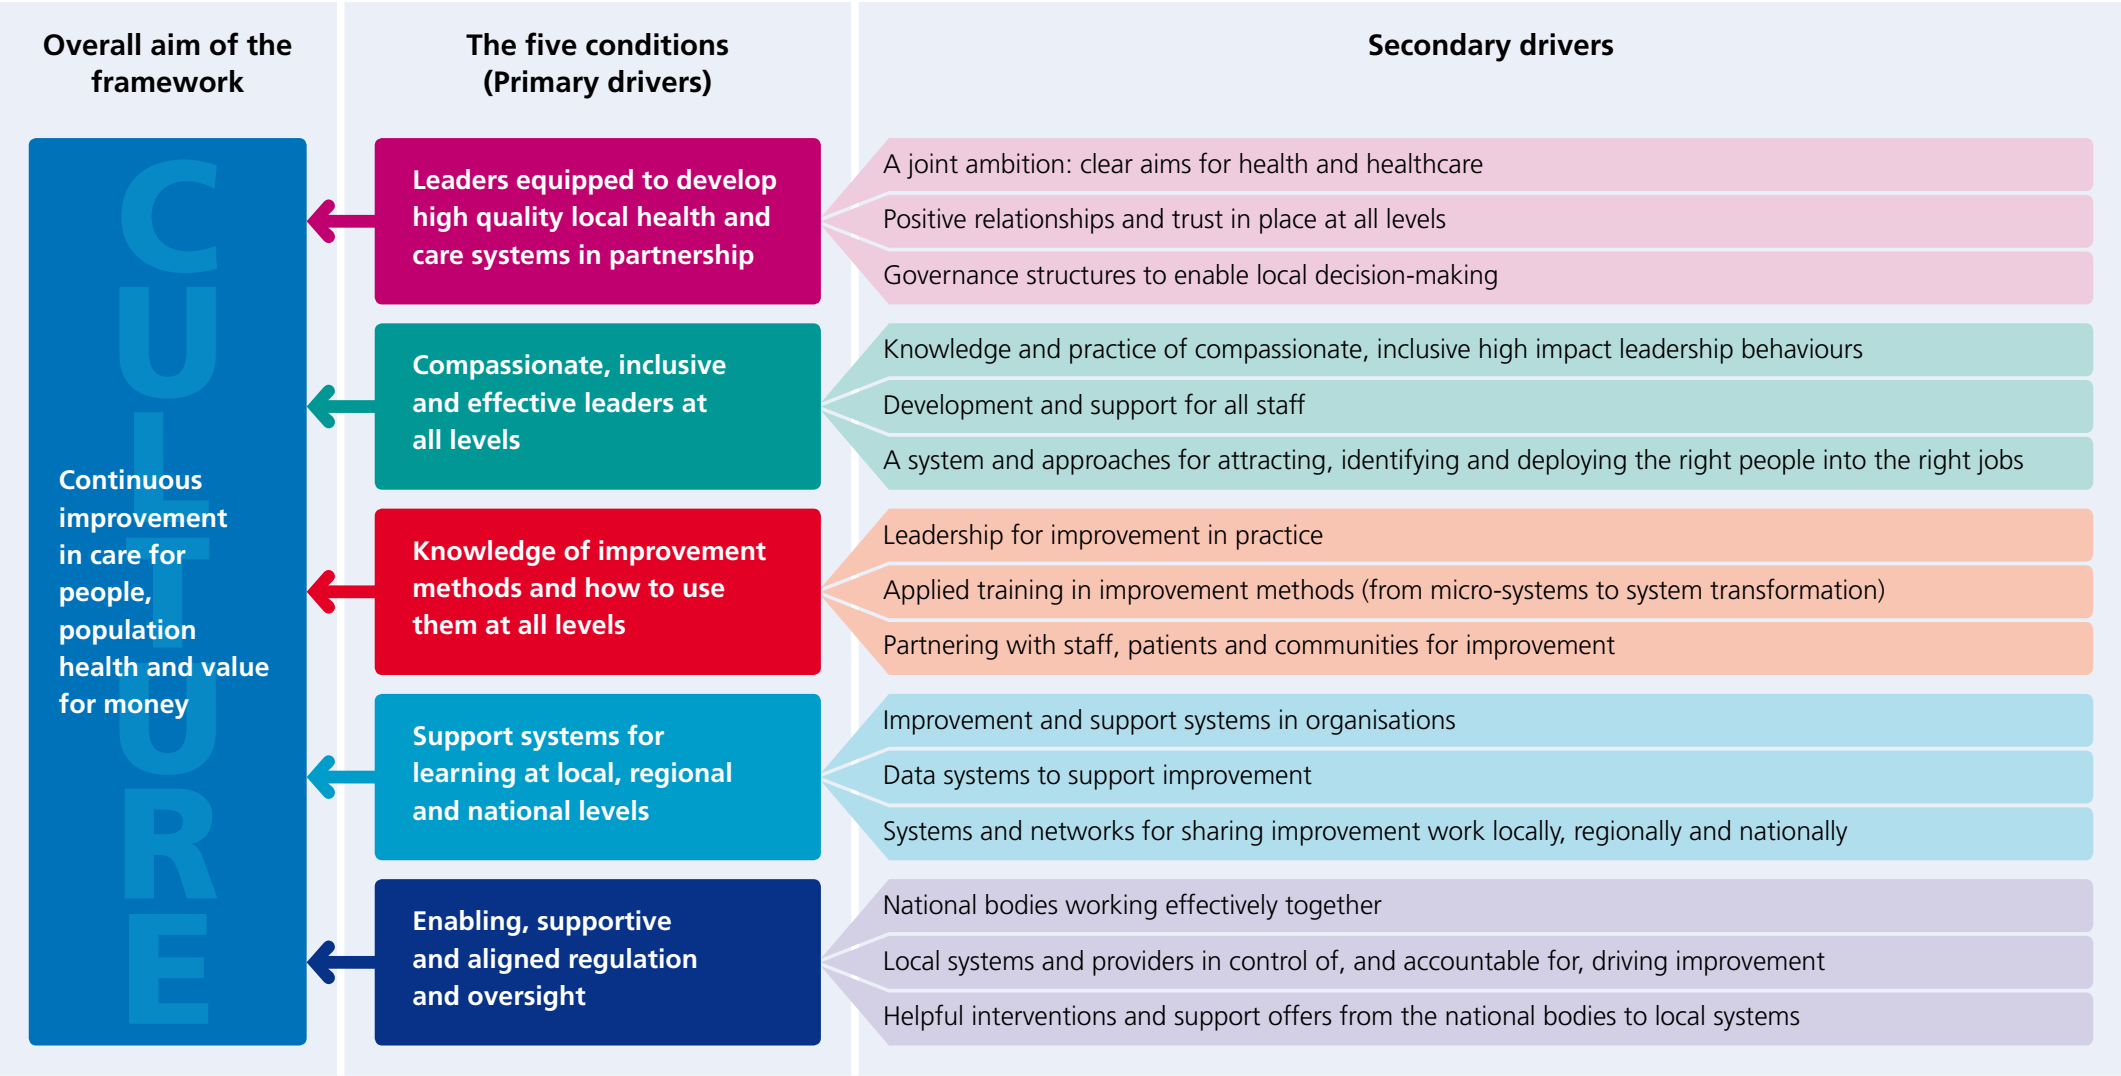 Overall aim of the
framework
The five conditions
(Primary drivers)
Secondary drivers
CULTURE
Continuous
improvement
in care for
people,
population
health and value
for money
Leaders equipped to develop
high quality local health and
care systems in partnership
A joint ambition: clear aims for health and healthcare
Positive relationships and trust in place at all levels
Governance structures to enable local decision-making
Compassionate, inclusive
and effective leaders at
all levels
Knowledge and practice of compassionate, inclusive high impact leadership behaviours
Development and support for all staff
A system and approaches for attracting, identifying and deploying the right people into the right jobs
Knowledge of improvement
methods and how to use
them at all levels
Leadership for improvement in practice
Applied training in improvement methods (from micro-systems to system transformation)
Partnering with staff, patients and communities for improvement
Support systems for
learning at local, regional
and national levels
Improvement and support systems in organisations
Data systems to support improvement
Systems and networks for sharing improvement work locally, regionally and nationally
Enabling, supportive
and aligned regulation
and oversight
National bodies working effectively together
Local systems and providers in control of, and accountable for, driving improvement
Helpful interventions and support offers from the national bodies to local systems